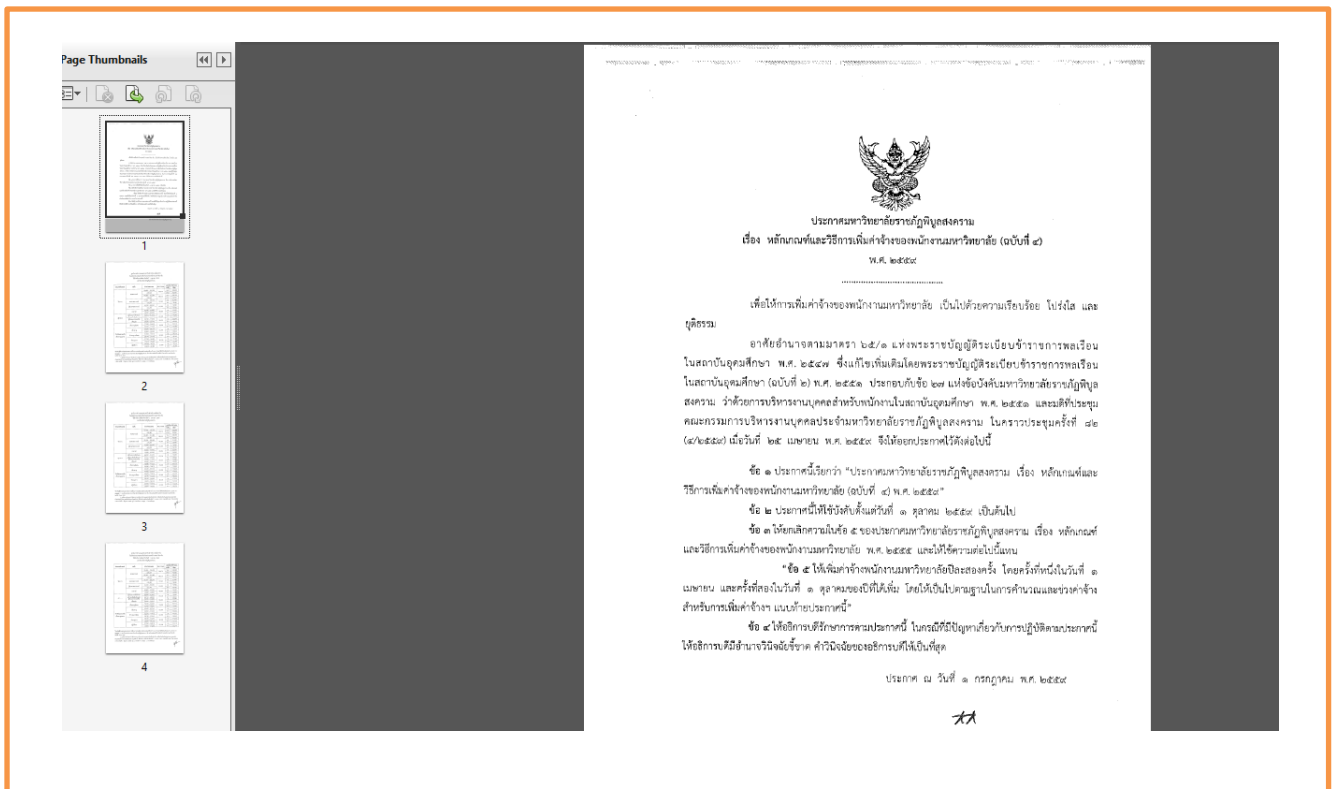 Page Thumbnails
1
2
3
4
ประกาศมหาวิทยาลัยราชภัฏพิบูลสงคราม
เรื่อง หลักเกณฑ์และวิธีการเพิ่มค่าจ้างของพนักงานมหาวิทยาลัย (ฉบับที่ ๔)
พ.ศ. ๒๕๕๙
เพื่อให้การเพิ่มค่าจ้างของพนักงานมหาวิทยาลัย เป็นไปด้วยความเรียบร้อย โปร่งใส และ
ยุติธรรม
อาศัยอำนาจตามมาตรา ๖๕/๑ แห่งพระราชบัญญัติระเบียบข้าราชการพลเรือน
ในสถาบันอุดมศึกษา พ.ศ. ๒๕๔๗ ซึ่งแก้ไขเพิ่มเติมโดยพระราชบัญญัติระเบียบข้าราชการพลเรือน
ในสถาบันอุดมศึกษา (ฉบับที่ ๒) พ.ศ. ๒๕๕๑ ประกอบกับข้อ ๒๗ แห่งข้อบังคับมหาวิทยาลัยราชภัฏพิบูล
สงคราม ว่าด้วยการบริหารงานบุคคลสำหรับพนักงานในสถาบันอุดมศึกษา พ.ศ. ๒๕๕๑ และมติที่ประชุม
คณะกรรมการบริหารงานบุคคลประจำมหาวิทยาลัยราชภัฏพิบูลสงคราม ในคราวประชุมครั้งที่ ๘๒
(๔/๒๕๕๙) เมื่อวันที่ ๒๕ เมษายน พ.ศ. ๒๕๕๙ จึงให้ออกประกาศไว้ดังต่อไปนี้
ข้อ ๑ ประกาศนี้เรียกว่า "ประกาศมหาวิทยาลัยราชภัฏพิบูลสงคราม เรื่อง หลักเกณฑ์และ
วิธีการเพิ่มค่าจ้างของพนักงานมหาวิทยาลัย (ฉบับที่ ๔) พ.ศ. ๒๕๕๙"
ข้อ ๒ ประกาศนี้ให้ใช้บังคับตั้งแต่วันที่ ๑ ตุลาคม ๒๕๕๙ เป็นต้นไป
ข้อ ๓ ให้ยกเลิกความในข้อ ๕ ของประกาศมหาวิทยาลัยราชภัฏพิบูลสงคราม เรื่อง หลักเกณฑ์
และวิธีการเพิ่มค่าจ้างของพนักงานมหาวิทยาลัย พ.ศ. ๒๕๕๕ และให้ใช้ความต่อไปนี้แทน
"ข้อ ๕ ให้เพิ่มค่าจ้างพนักงานมหาวิทยาลัยปีละสองครั้ง โดยครั้งที่หนึ่งในวันที่ ๑
เมษายน และครั้งที่สองในวันที่ ๑ ตุลาคมของปีที่ได้เพิ่ม โดยให้เป็นไปตามฐานในการคำนวณและช่วงค่าจ้าง
สำหรับการเพิ่มค่าจ้างฯ แนบท้ายประกาศนี้"
ข้อ ๔ ให้อธิการบดีรักษาการตามประกาศนี้ ในกรณีที่มีปัญหาเกี่ยวกับการปฏิบัติตามประกาศนี้
ให้อธิการบดีมีอำนาจวินิจฉัยชี้ขาด คำวินิจฉัยของอธิการบดีให้เป็นที่สุด
ประกาศ ณ วันที่ ๑ กรกฎาคม พ.ศ. ๒๕๕๙